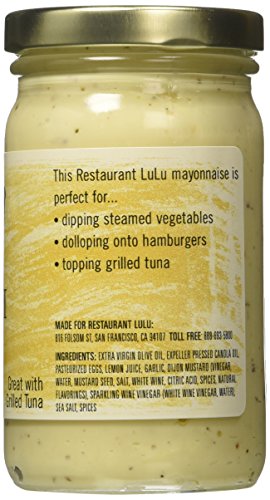 This Restaurant LuLu mayonnaise is
perfect for...
• dipping steamed vegetables
• dolloping onto hamburgers
• topping grilled tuna
MADE FOR RESTAURANT LULU:
816 FOLSOM ST, SAN FRANCISCO, CA 94107 TOLL FREE: 888-693-5800
INGREDIENTS: EXTRA VIRGIN OLIVE OIL, EXPELLER PRESSED CANOLA OIL,
PASTEURIZED EGGS, LEMON JUICE, GARLIC, DIJON MUSTARD (VINEGAR,
WATER, MUSTARD SEED, SALT, WHITE WINE, CITRIC ACID, SPICES, NATURAL
FLAVORINGS), SPARKLING WINE VINEGAR (WHITE WINE VINEGAR, WATER),
SEA SALT, SPICES
Great with
Grilled Tuna